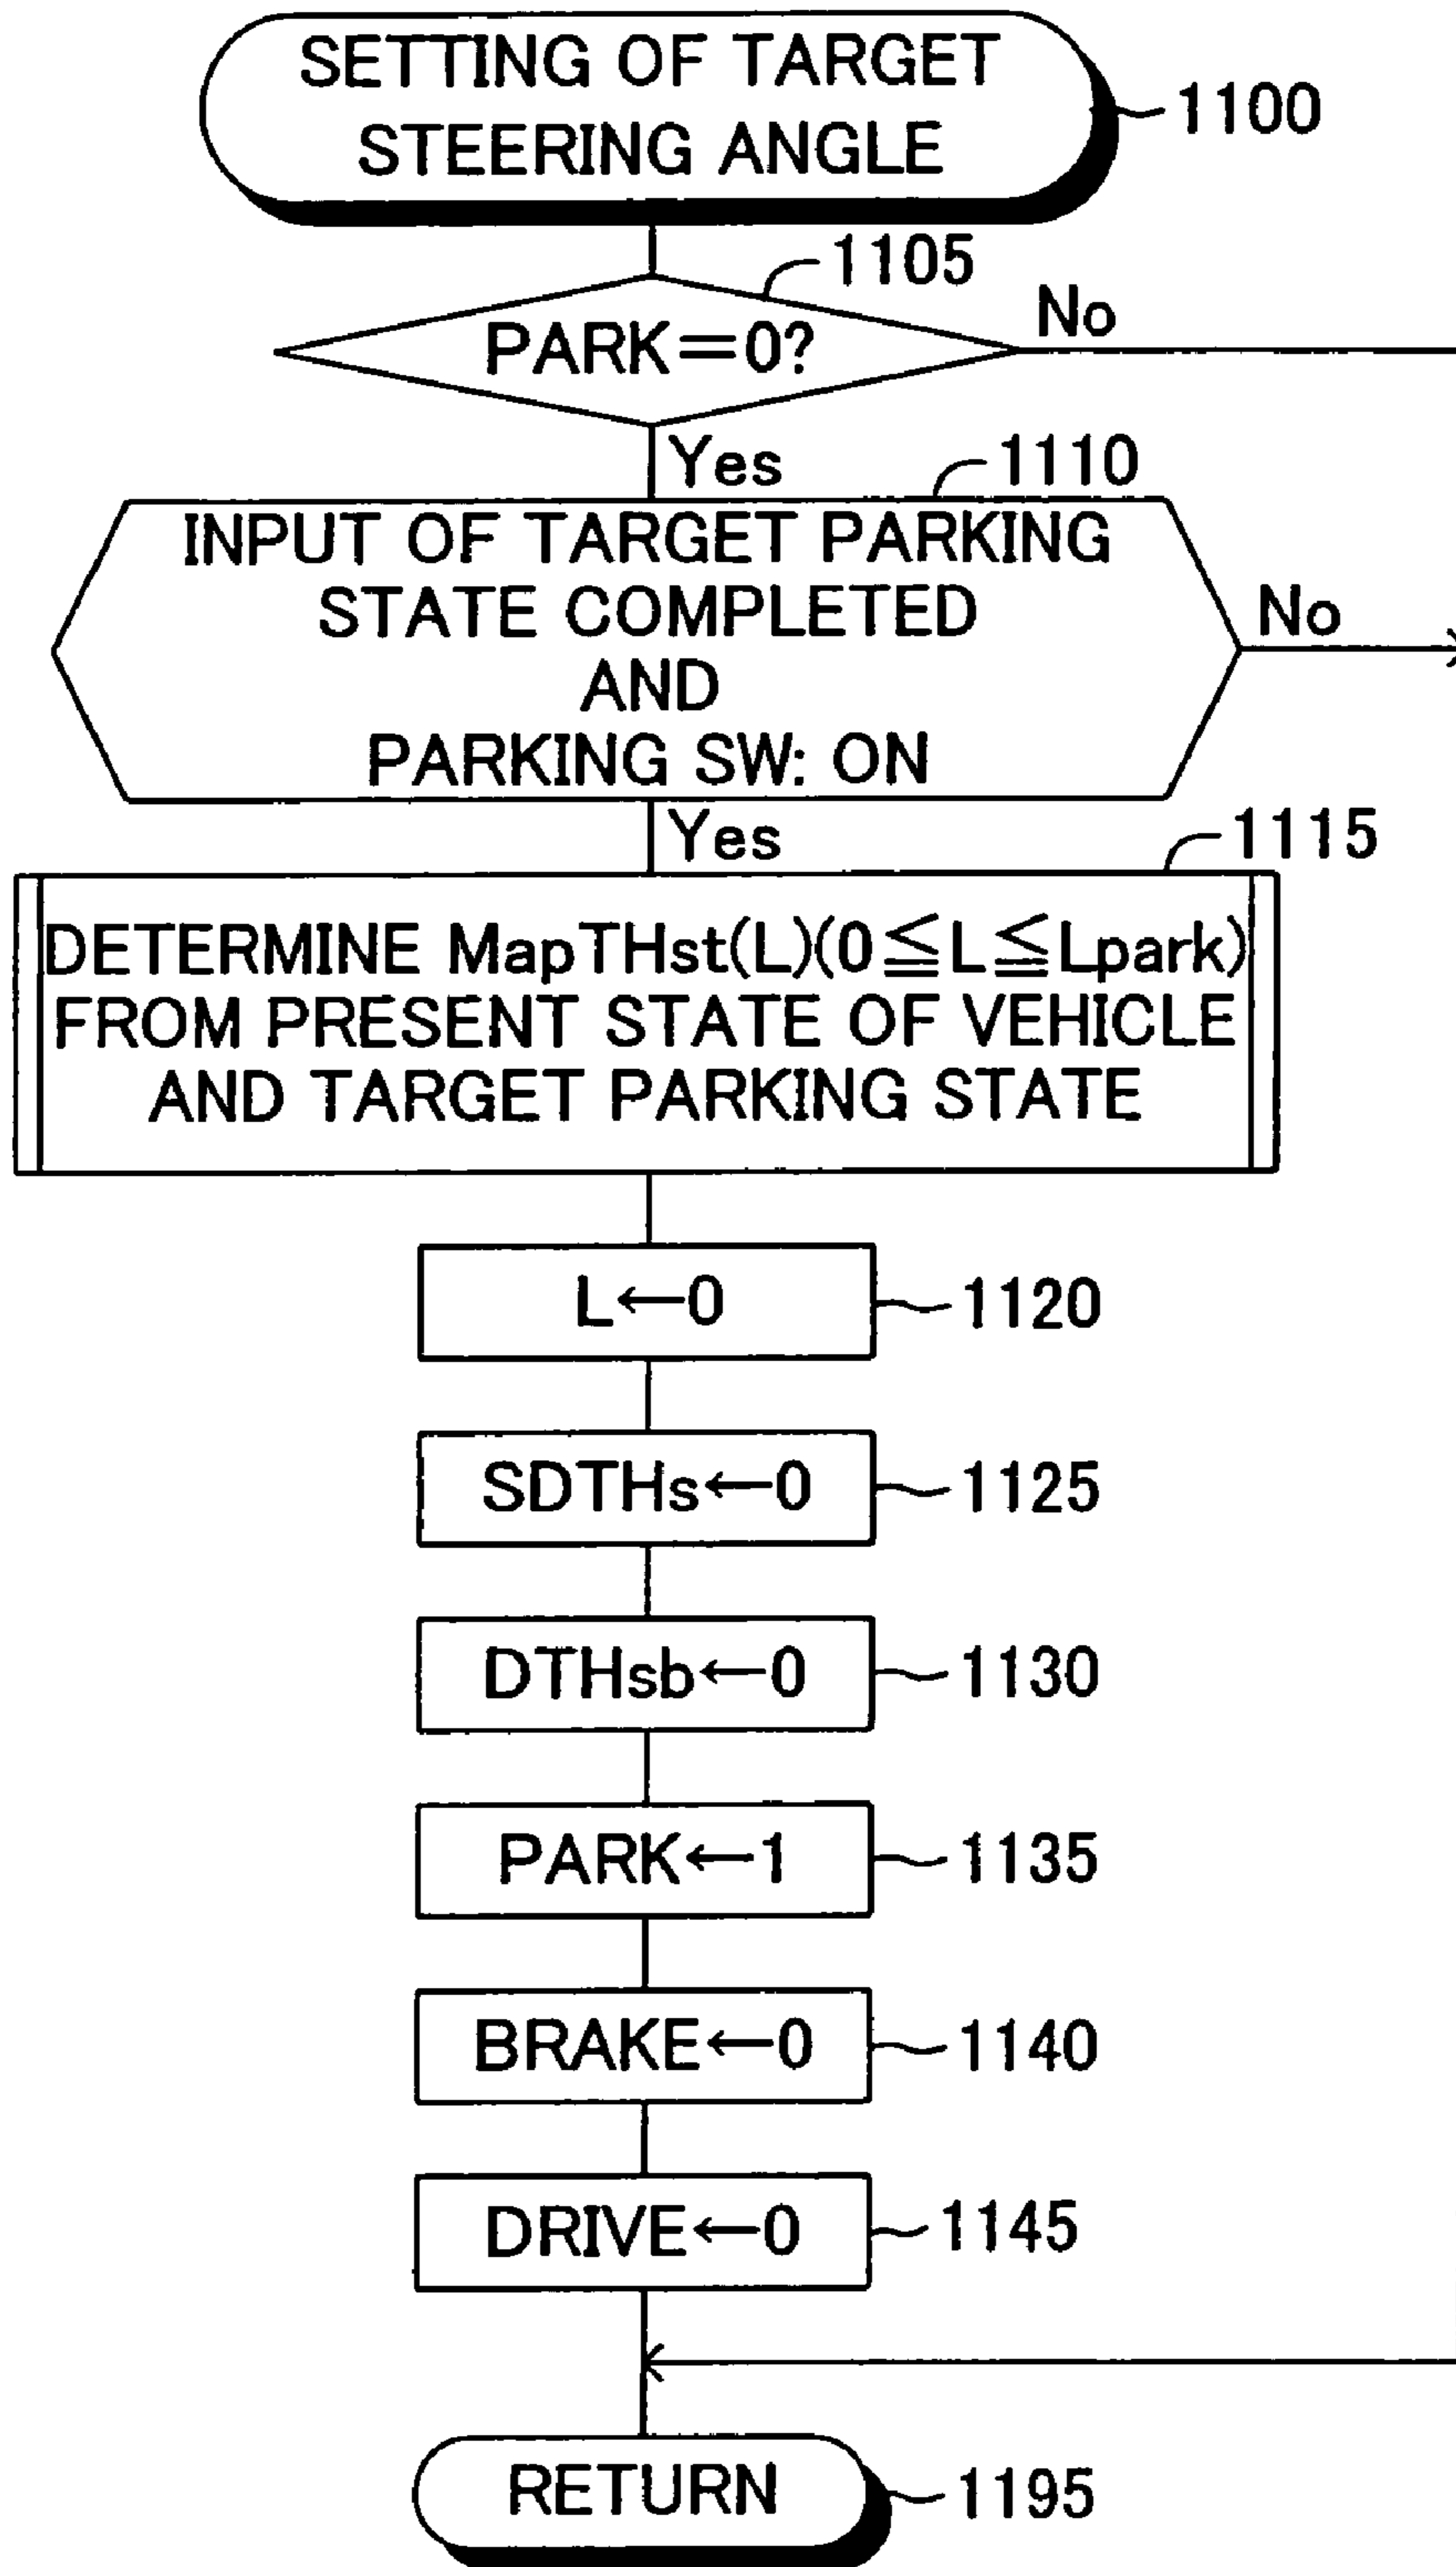 SETTING OF TARGET
STEERING ANGLE
1100
1105
PARK=0?
No
Yes
1110
INPUT OF TARGET PARKING
STATE COMPLETED
AND
PARKING SW: ON
No
Yes
1115
DETERMINE MapTHst(L)(0≦L≦Lpark)
FROM PRESENT STATE OF VEHICLE
AND TARGET PARKING STATE
L←0
1120
SDTHs←0
1125
DTHsb←0
1130
PARK←1
1135
BRAKE←0
1140
DRIVE←0
1145
RETURN
1195